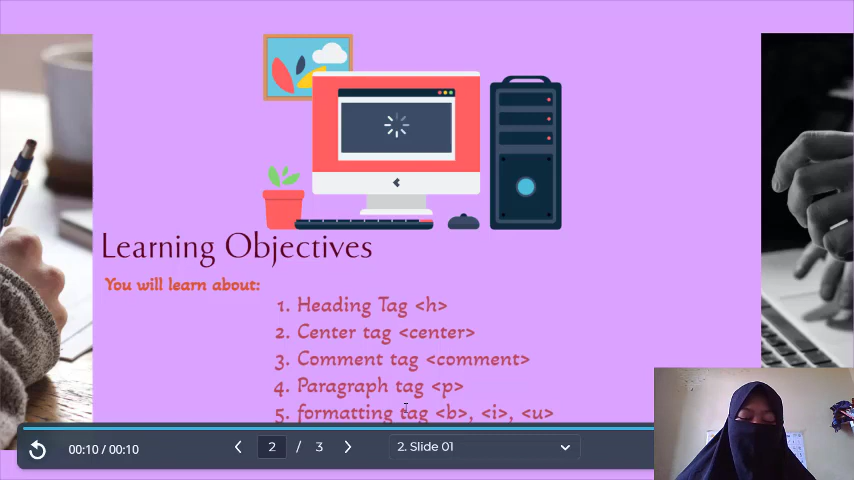 Learning Objectives
You will learn about:
1. Heading Tag <h>
2. Center tag <center>
3. Comment tag <comment>
4. Paragraph tag <p>
5. formatting tag <b>, <i>, <u>
00:10 / 00:10
2 / 3
2. Slide 01